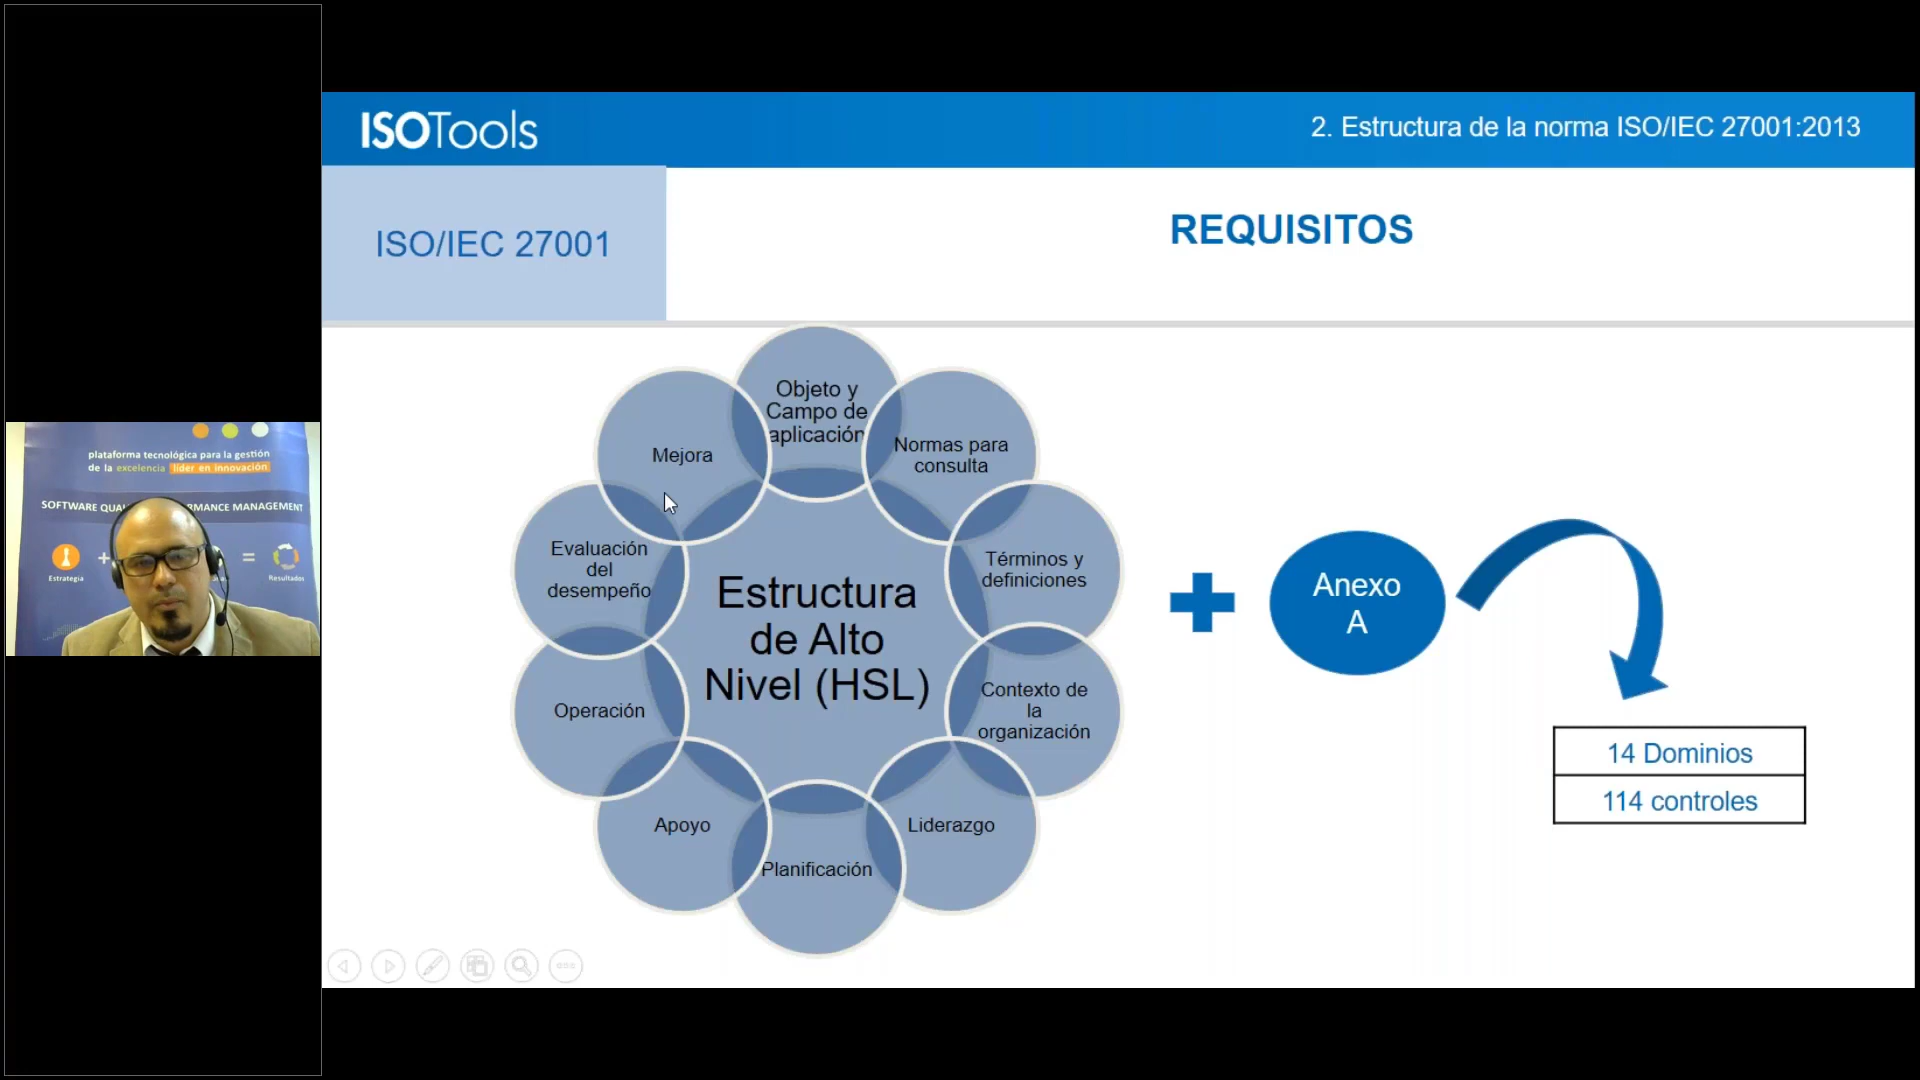 ISOTools
2. Estructura de la norma ISO/IEC 27001:2013
ISO/IEC 27001
REQUISITOS
Objeto y
Campo de
aplicación
Normas para
consulta
Términos y
definiciones
Contexto de
la
organización
Liderazgo
Planificación
Apoyo
Operación
Evaluación
del
desempeño
Mejora
Estructura
de Alto
Nivel (HSL)
Anexo
A
14 Dominios
114 controles
plataforma tecnológica para la gestión
de la excelencia líder en innovación
SOFTWARE MANAGEMENT
+ =
Estrategia
Resultados